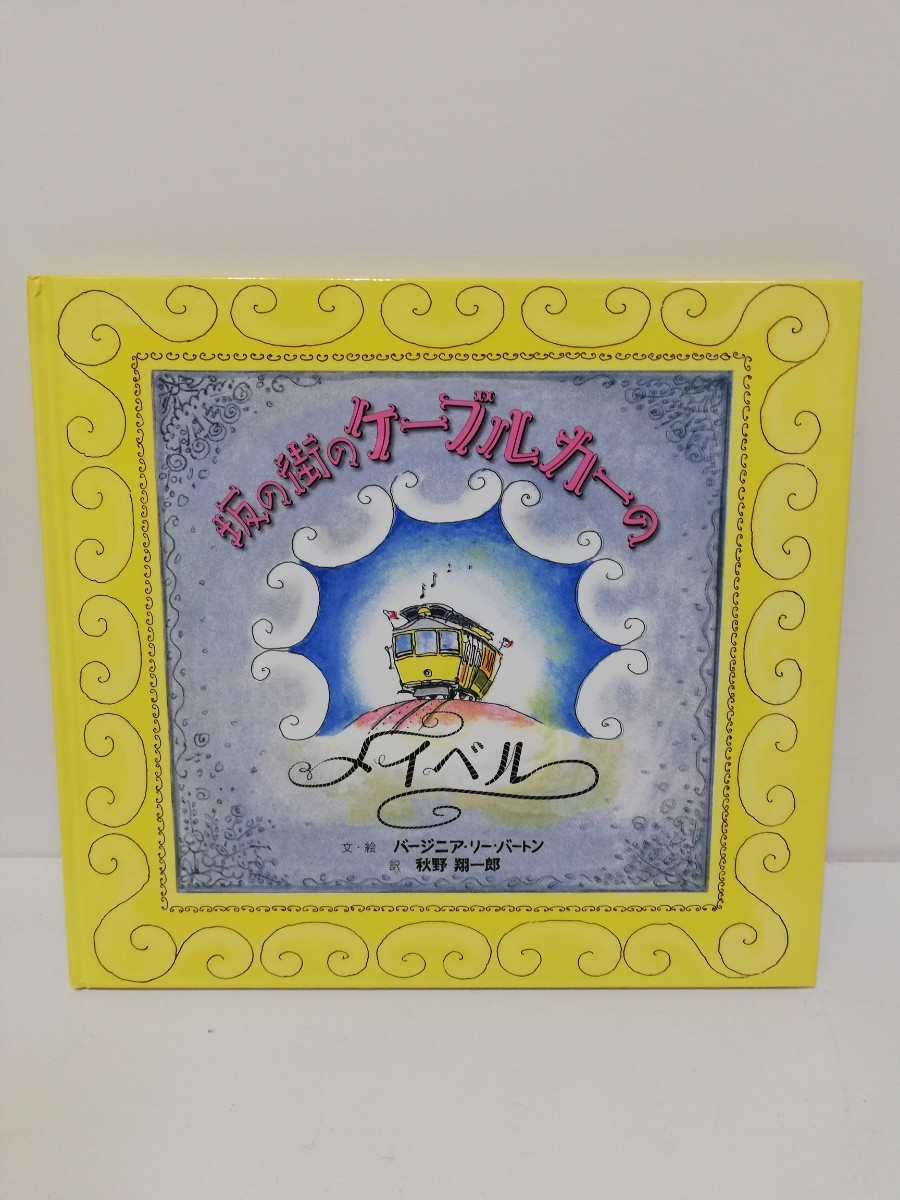 坂の街のケーブルカーの
メイベル
文・絵 バージニア・リー・バートン
訳 秋野 翔一郎